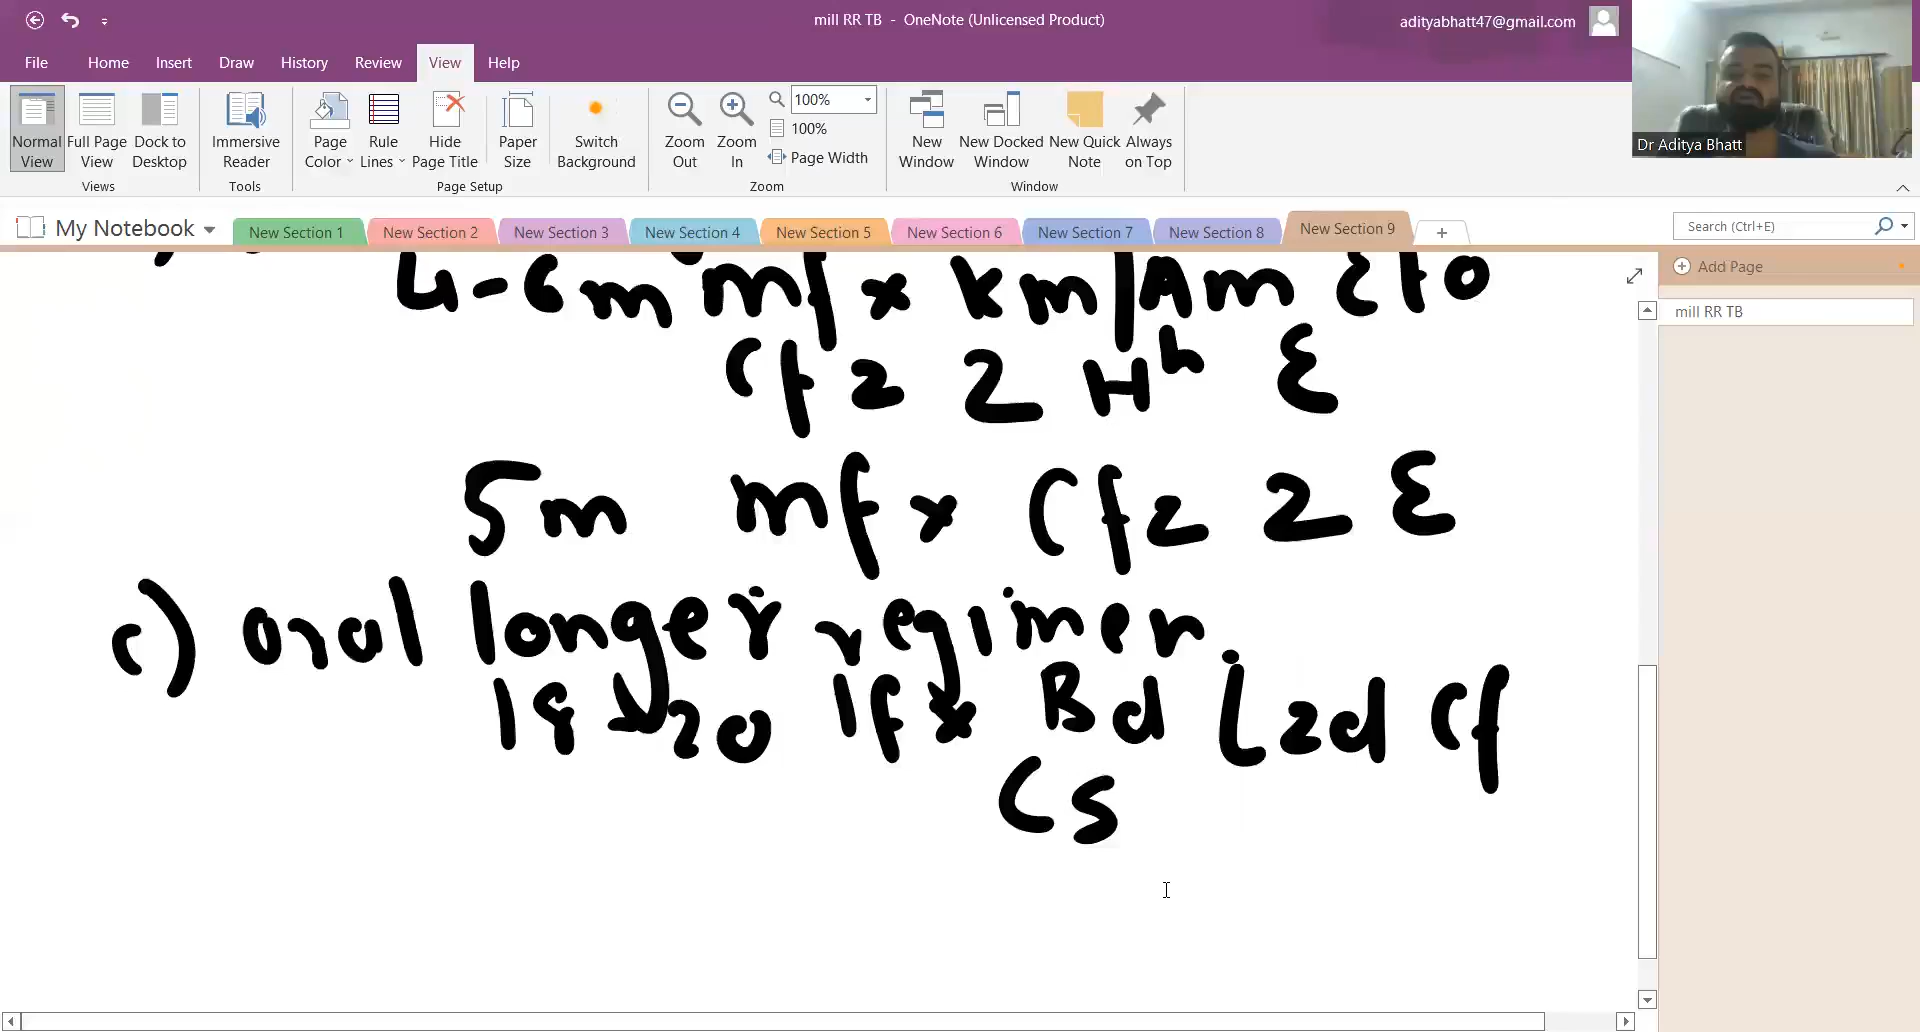 mill RR TB - OneNote (Unlicensed Product)
adityabhatt47@gmail.com
File Home Insert Draw History Review View Help
Normal View
Full Page View
Dock to Desktop
Immersive Reader
Page Color
Rule Lines
Hide Page Title
Paper Size
Switch Background
Zoom Out
Zoom In
100%
100%
Page Width
New Window
New Docked Window
New Quick Note
Always on Top
Views Tools Page Setup Zoom Window
Dr Aditya Bhatt
My Notebook
New Section 1 New Section 2 New Section 3 New Section 4 New Section 5 New Section 6 New Section 7 New Section 8 New Section 9 +
Search (Ctrl+E)
Add Page
mill RR TB
4-6m mfx km/Am Eto
Cfz Z Hh E
5m mfx Cfz Z E
c) oral longer regimen
18 → 20 lfx Bd Lzd Cf
Cs